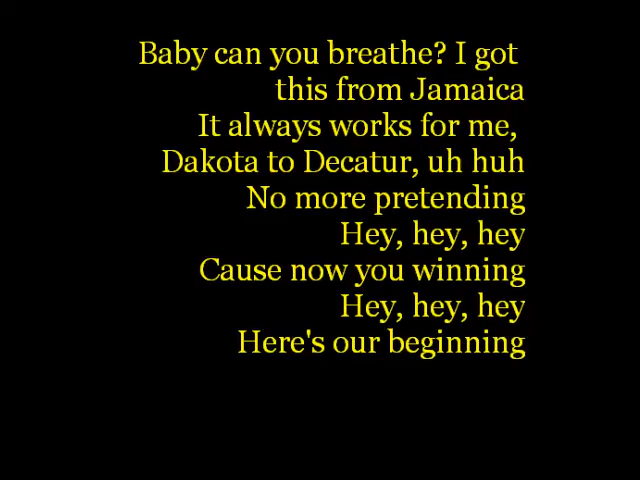 Baby can you breathe? I got
this from Jamaica
It always works for me,
Dakota to Decatur, uh huh
No more pretending
Hey, hey, hey
Cause now you winning
Hey, hey, hey
Here's our beginning